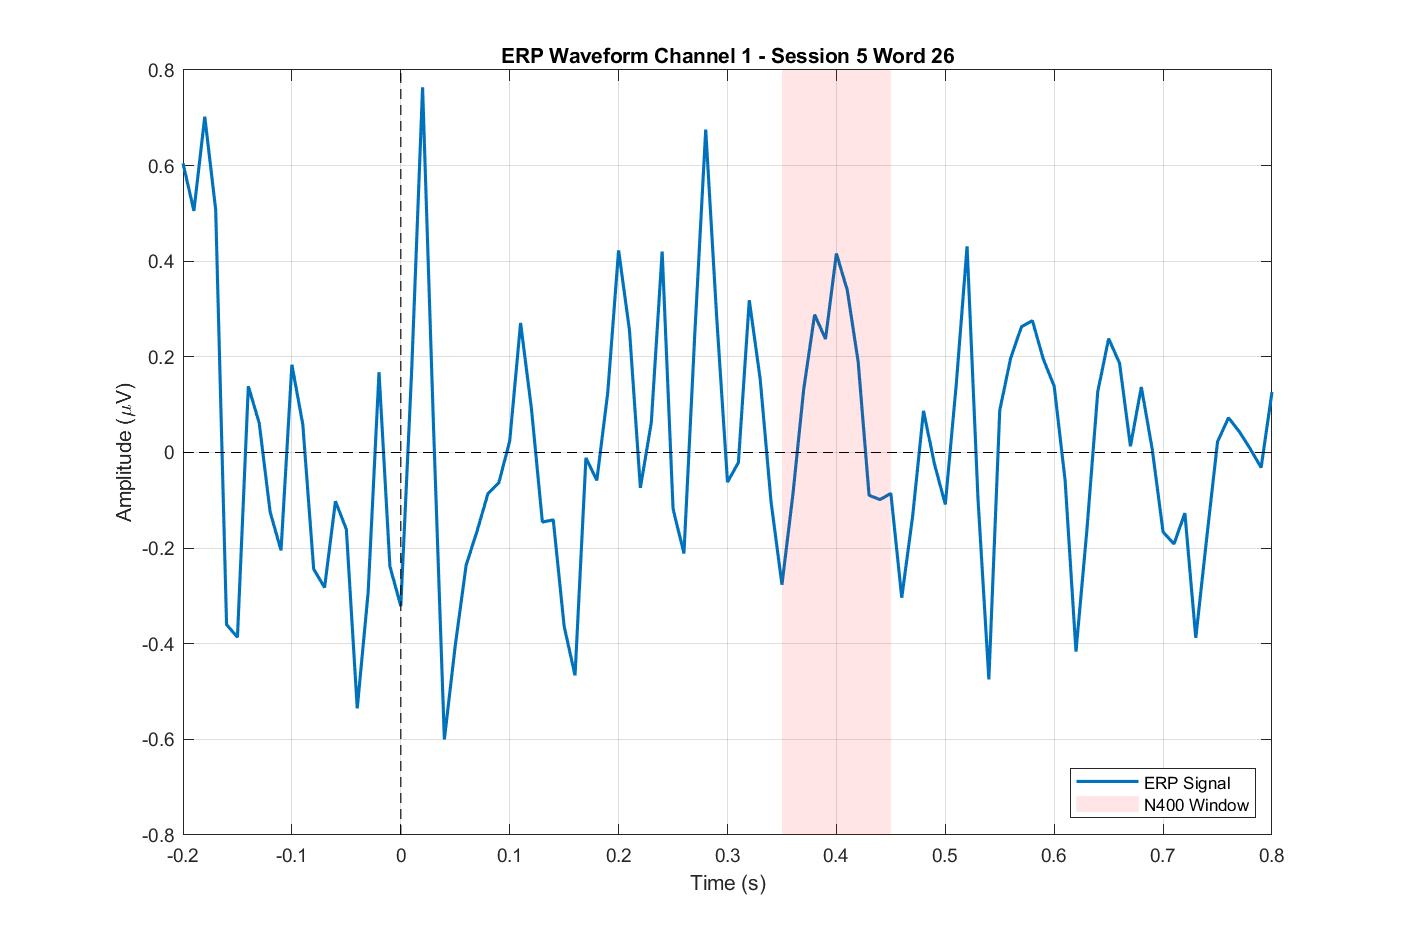 ERP Waveform Channel 1 - Session 5 Word 26
0.8
0.6
0.4
0.2
0
-0.2
-0.4
-0.6
-0.8
Amplitude (μV)
ERP Signal
N400 Window
-0.2 -0.1 0 0.1 0.2 0.3 0.4 0.5 0.6 0.7 0.8
Time (s)